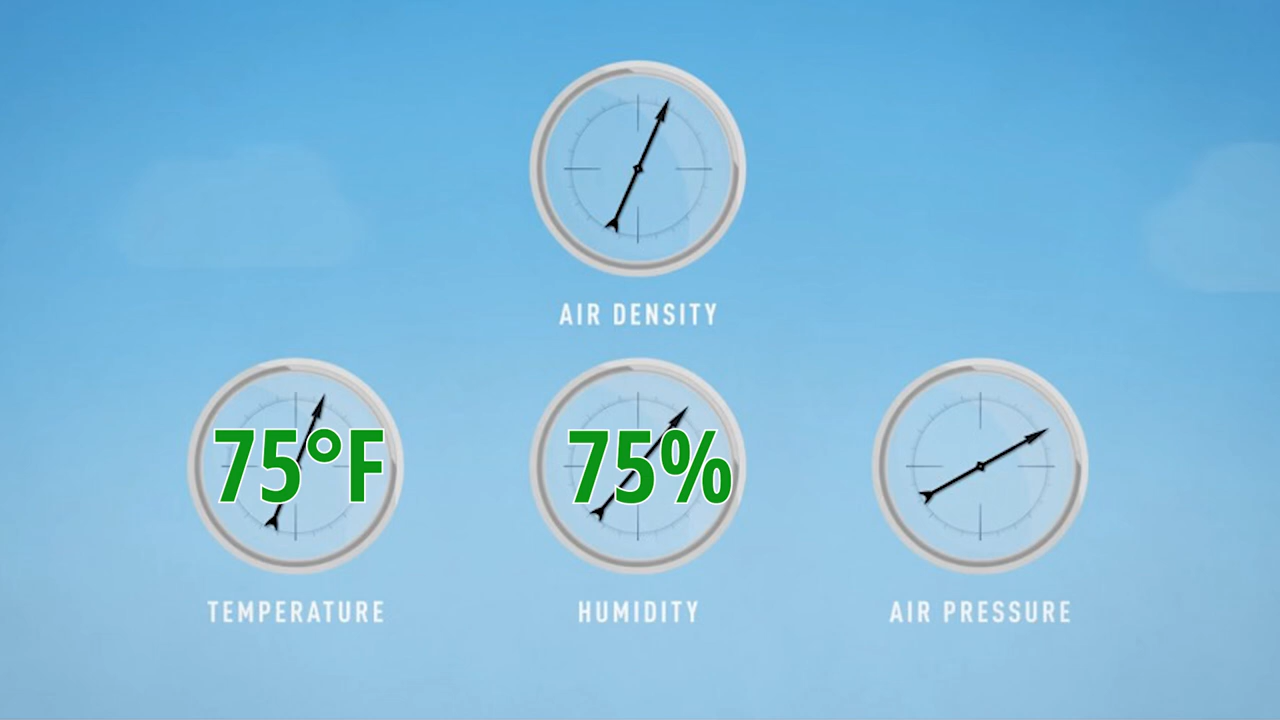 AIR DENSITY
75°F
75%
TEMPERATURE
HUMIDITY
AIR PRESSURE